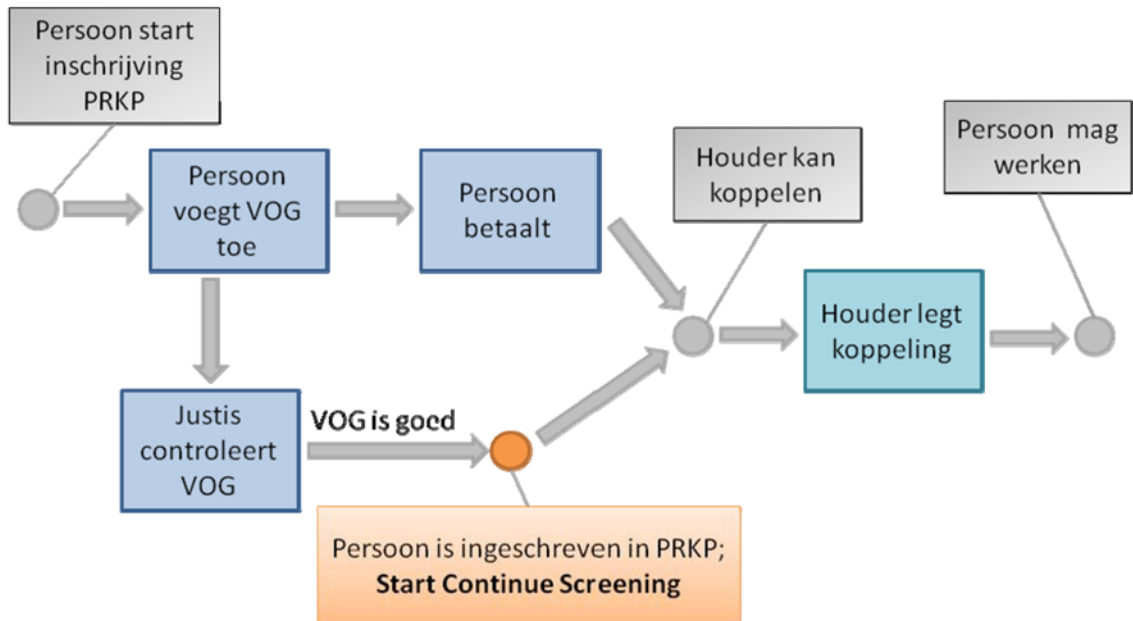 Persoon start
inschrijving
PRKP
Persoon
voegt VOG
toe
Persoon
betaalt
Houder kan
koppelen
Persoon mag
werken
Houder legt
koppeling
Justis
controleert
VOG
VOG is goed
Persoon is ingeschreven in PRKP;
Start Continue Screening